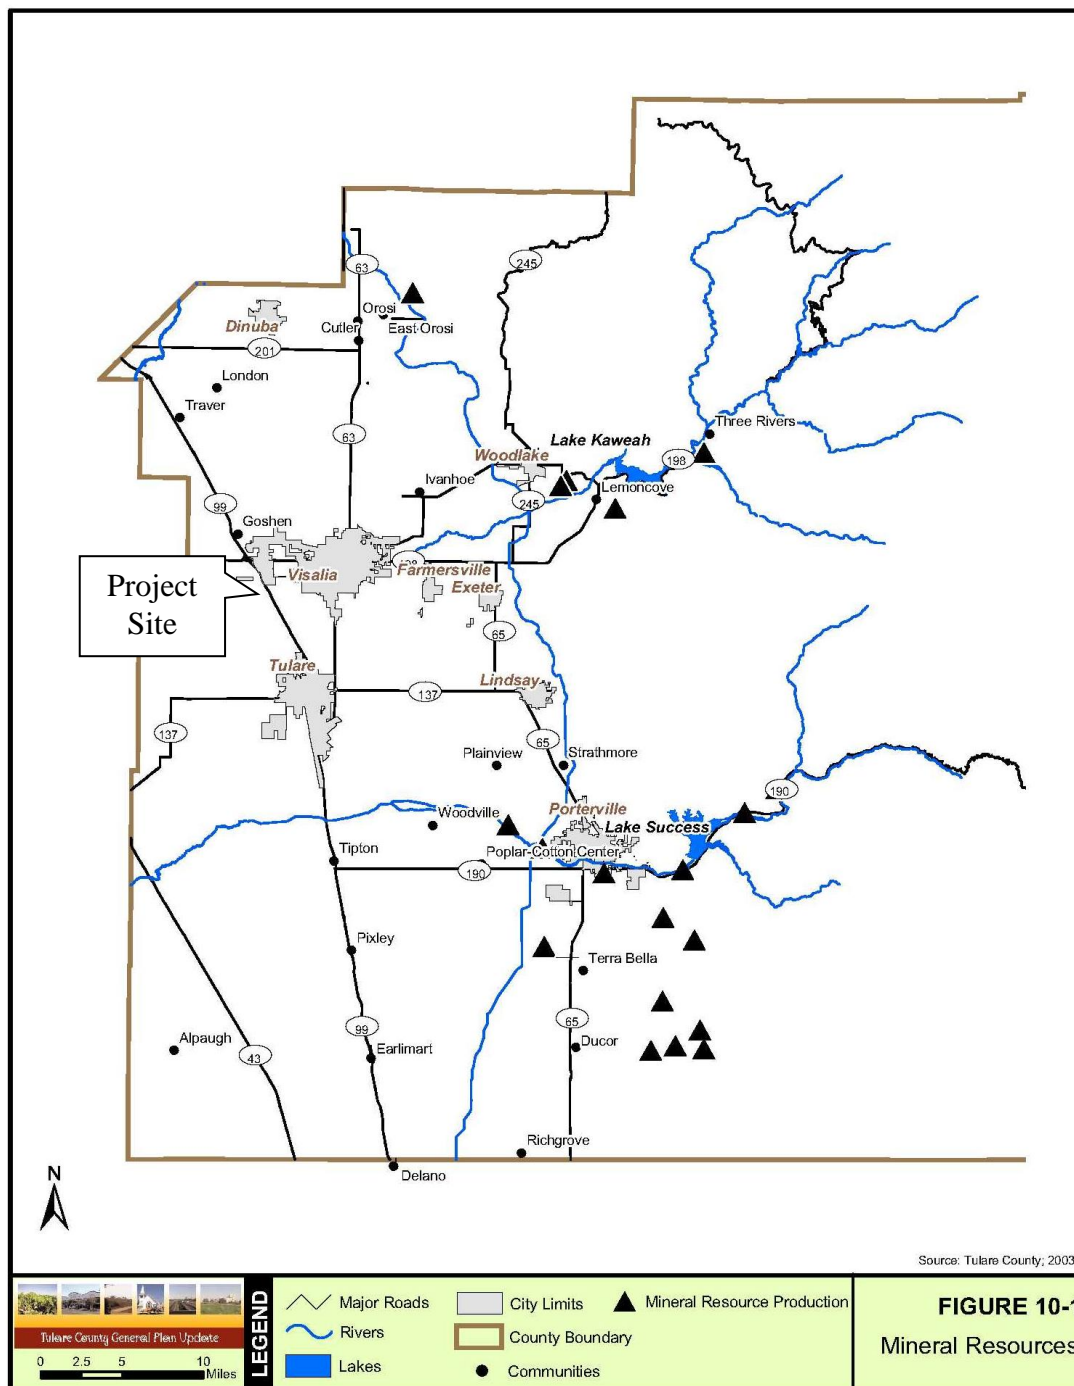 245
63
Orosi
East Orosi
Cutler
Dinuba
201
London
Traver
63
Three Rivers
Lake Kaweah
198
Woodlake
Ivanhoe
Lemoncove
245
99
Goshen
Project
Site
Visalia
Farmersville
Exeter
65
Tulare
137
Lindsay
137
65
Plainview
Strathmore
190
Woodville
Porterville
Lake Success
Tipton
Poplar-Cotton Center
190
Pixley
Terra Bella
99
65
Alpaugh
43
Earlimart
Ducor
Richgrove
Delano
N
Source: Tulare County; 2003
LEGEND
Major Roads
City Limits
Mineral Resource Production
Rivers
County Boundary
Lakes
Communities
Tulare County General Plan Update
0 2.5 5 10
Miles
FIGURE 10-1
Mineral Resources